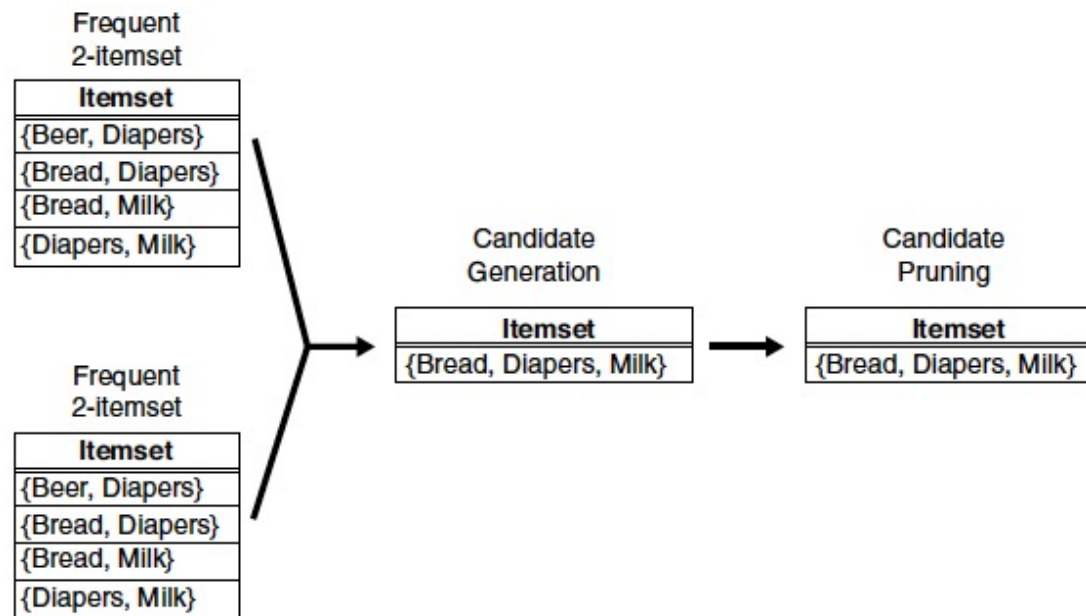 Frequent
2-itemset
Itemset
{Beer, Diapers}
{Bread, Diapers}
{Bread, Milk}
{Diapers, Milk}
Frequent
2-itemset
Itemset
{Beer, Diapers}
{Bread, Diapers}
{Bread, Milk}
{Diapers, Milk}
Candidate
Generation
Itemset
{Bread, Diapers, Milk}
Candidate
Pruning
Itemset
{Bread, Diapers, Milk}